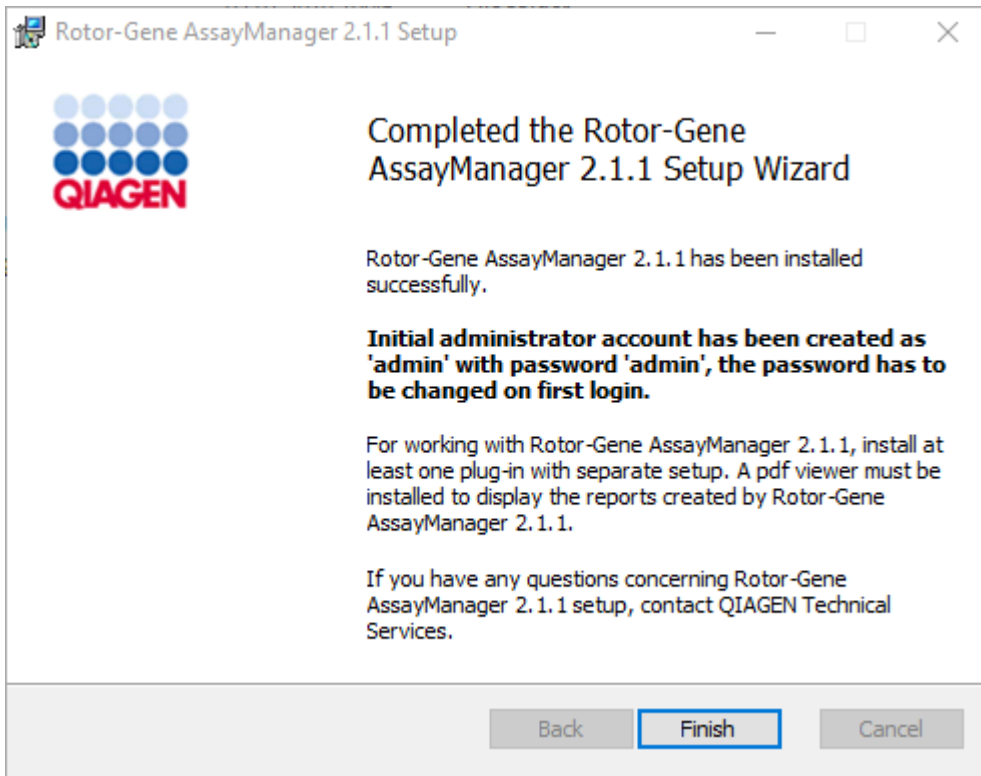 Rotor-Gene AssayManager 2.1.1 Setup
QIAGEN
Completed the Rotor-Gene
AssayManager 2.1.1 Setup Wizard
Rotor-Gene AssayManager 2.1.1 has been installed
successfully.
Initial administrator account has been created as
'admin' with password 'admin', the password has to
be changed on first login.
For working with Rotor-Gene AssayManager 2.1.1, install at
least one plug-in with separate setup. A pdf viewer must be
installed to display the reports created by Rotor-Gene
AssayManager 2.1.1.
If you have any questions concerning Rotor-Gene
AssayManager 2.1.1 setup, contact QIAGEN Technical
Services.
Back
Finish
Cancel